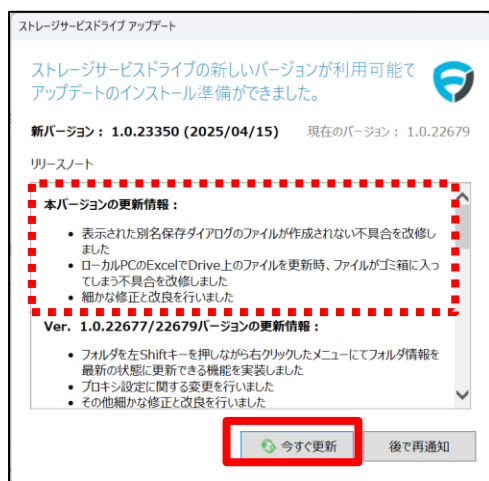 ストレージサービスドライブ アップデート
ストレージサービスドライブの新しいバージョンが利用可能で
アップデートのインストール準備ができました。
新バージョン： 1.0.23350 (2025/04/15) 現在のバージョン： 1.0.22679
リリースノート
本バージョンの更新情報：
• 表示された別名保存ダイアログのファイルが作成されない不具合を改修し
ました
• ローカルPCのExcelでDrive上のファイルを更新時、ファイルがゴミ箱に入っ
てしまう不具合を改修しました
• 細かな修正と改良を行いました
Ver. 1.0.22677/22679バージョンの更新情報：
• フォルダを左Shiftキーを押しながら右クリックしたメニューにてフォルダ情報を
最新の状態に更新できる機能を実装しました
• プロキシ設定に関する変更を行いました
• その他細かな修正と改良を行いました
今すぐ更新 後で再通知